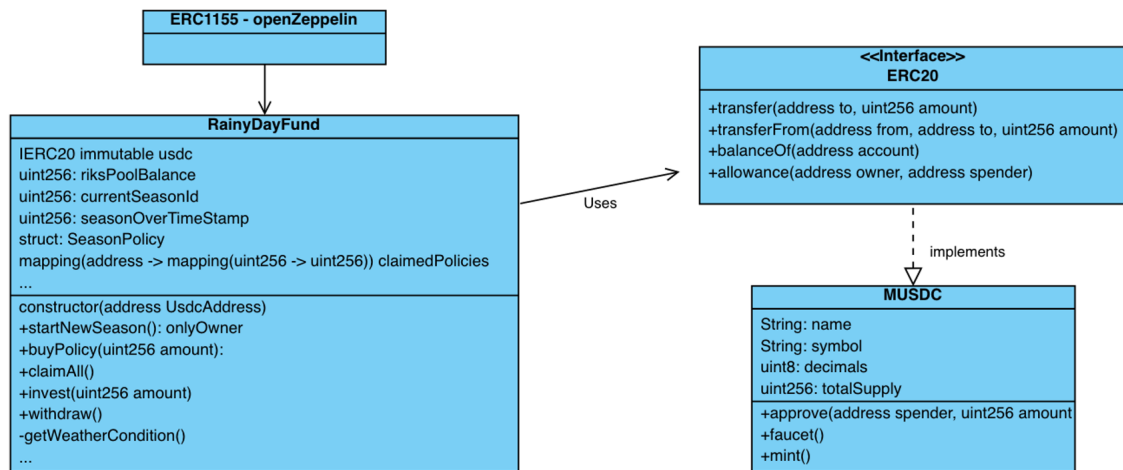 ERC1155 - openZeppelin
RainyDayFund
IERC20 immutable usdc
uint256: riksPoolBalance
uint256: currentSeasonId
uint256: seasonOverTimeStamp
struct: SeasonPolicy
mapping(address -> mapping(uint256 -> uint256)) claimedPolicies
...
constructor(address UsdcAddress)
+startNewSeason(): onlyOwner
+buyPolicy(uint256 amount):
+claimAll()
+invest(uint256 amount)
+withdraw()
-getWeatherCondition()
...
Uses
<<Interface>>
ERC20
+transfer(address to, uint256 amount)
+transferFrom(address from, address to, uint256 amount)
+balanceOf(address account)
+allowance(address owner, address spender)
implements
MUSDC
String: name
String: symbol
uint8: decimals
uint256: totalSupply
+approve(address spender, uint256 amount
+faucet()
+mint()